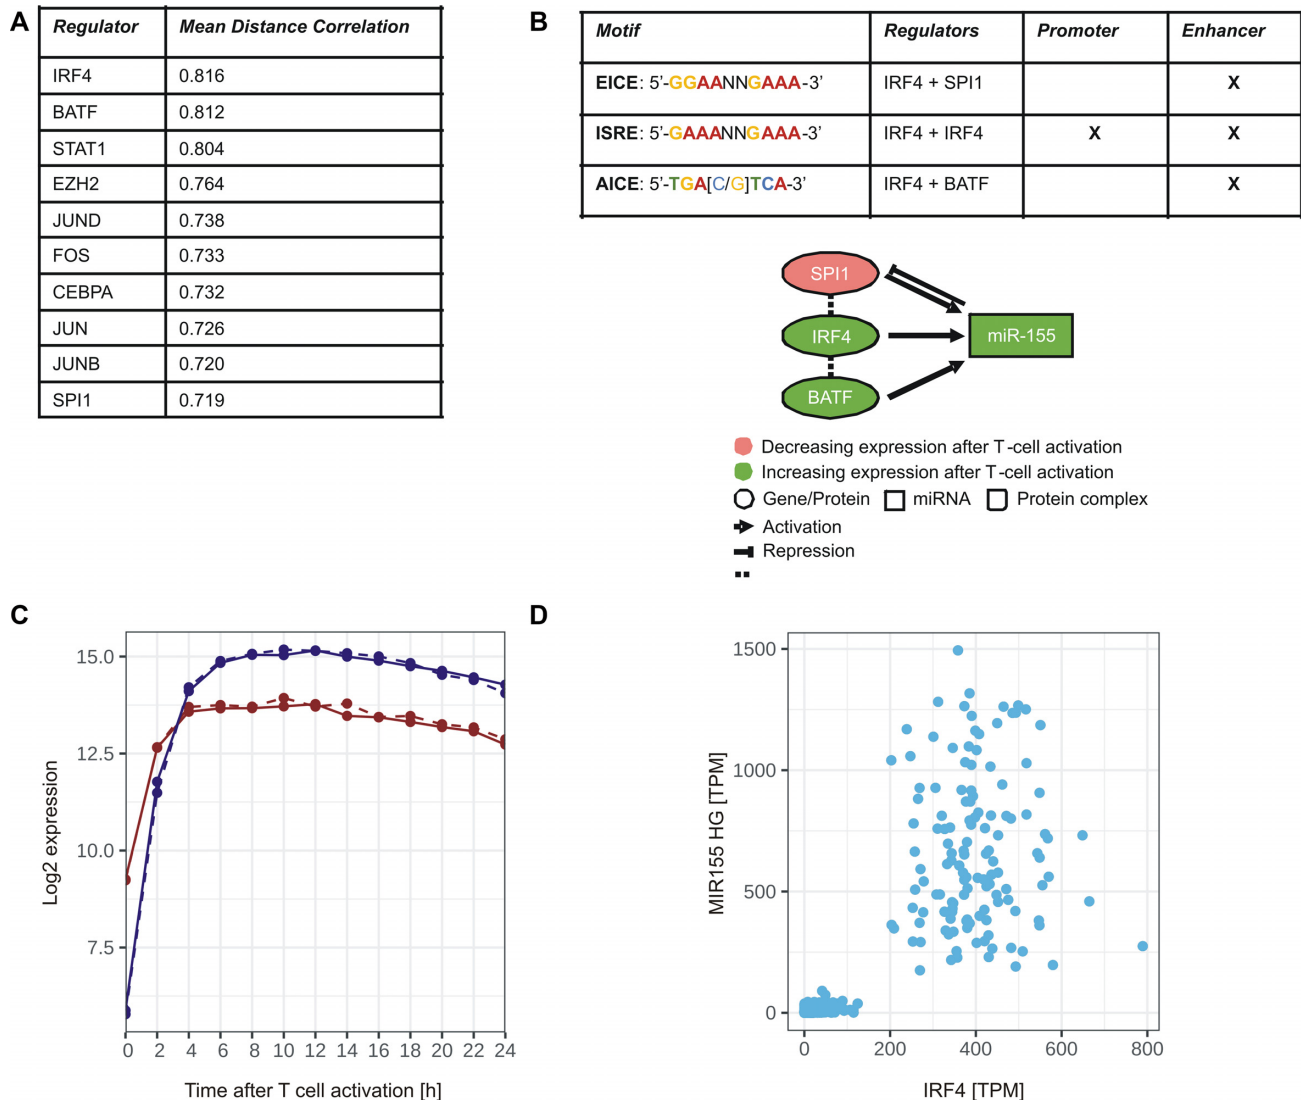 A
Regulator Mean Distance Correlation
IRF4 0.816
BATF 0.812
STAT1 0.804
EZH2 0.764
JUND 0.738
FOS 0.733
CEBPA 0.732
JUN 0.726
JUNB 0.720
SPI1 0.719
B
Motif Regulators Promoter Enhancer
EICE: 5'-GGAANNGAAA-3' IRF4 + SPI1 X
ISRE: 5'-GAAANNGAAA-3' IRF4 + IRF4 X X
AICE: 5'-TGA[C/G]TCA-3' IRF4 + BATF X
SPI1
IRF4
miR-155
BATF
Decreasing expression after T-cell activation
Increasing expression after T-cell activation
Gene/Protein miRNA Protein complex
Activation
Repression
C
Log2 expression
15.0
12.5
10.0
7.5
0 2 4 6 8 10 12 14 16 18 20 22 24
Time after T cell activation [h]
D
MIR155 HG [TPM]
1500
1000
500
0
0 200 400 600 800
IRF4 [TPM]